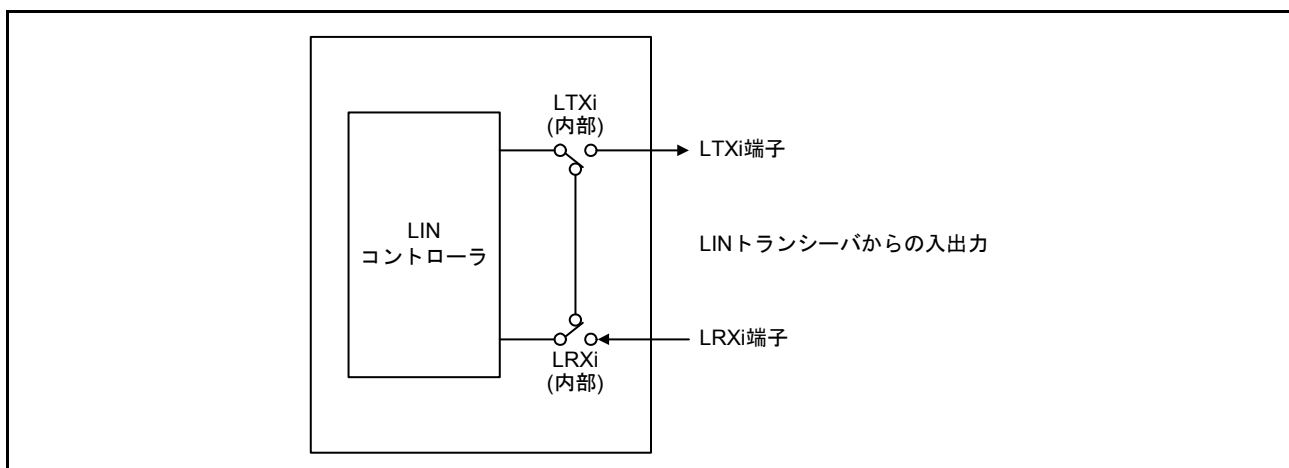 LTXi
(内部)
LTXi端子
LIN
コントローラ
LINトランシーバからの入出力
LRXi端子
LRXi
(内部)